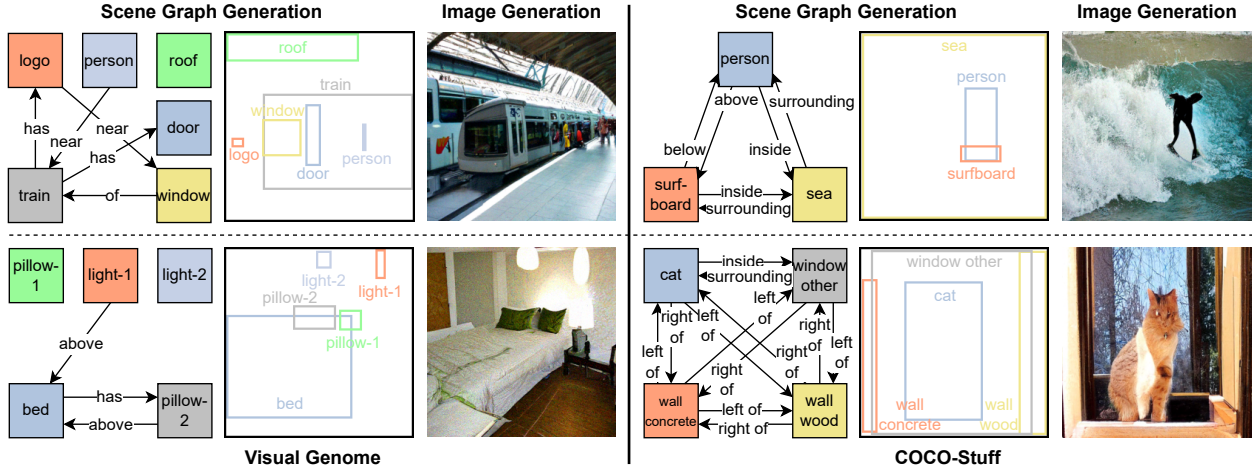 Scene Graph Generation
Image Generation
Scene Graph Generation
Image Generation
logo
person
roof
has
near
near
has
door
train
of
window
roof
train
window
logo
door
person
person
above
surrounding
below
inside
surf-
board
inside
surrounding
sea
sea
person
surfboard
pillow-
1
light-1
light-2
above
bed
has
above
pillow-
2
light-2
light-1
pillow-2
pillow-1
bed
cat
inside
surrounding
window
other
left
of
right
of
left
of
left
of
right
of
right
of
right
of
left
of
wall
concrete
left of
right of
wall
wood
window other
cat
wall
concrete
wall
wood
Visual Genome
COCO-Stuff